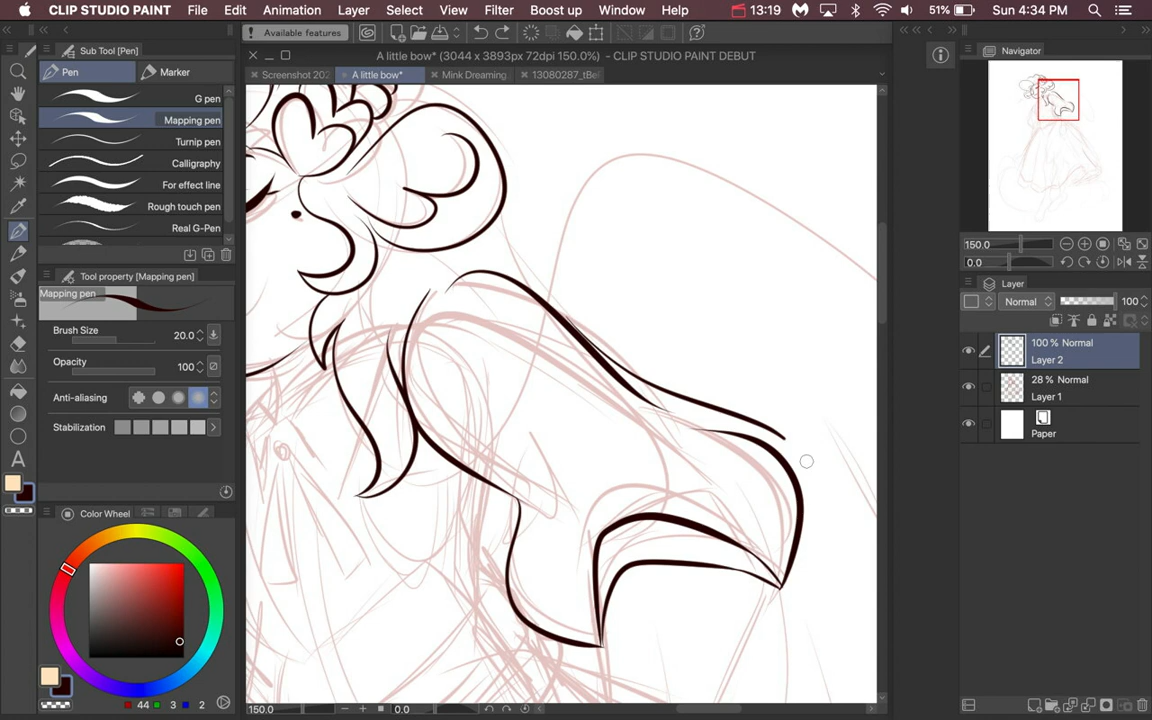 CLIP STUDIO PAINT File Edit Animation Layer Select View Filter Boost up Window Help 13:19 51% Sun 4:34 PM
Available features
Sub Tool [Pen]
A little bow* (3044 x 3893px 72dpi 150.0%) - CLIP STUDIO PAINT DEBUT
Navigator
Pen Marker
Screenshot 202 A little bow* Mink Dreaming 13080287_tBel
G pen
Mapping pen
Turnip pen
Calligraphy
For effect line
Rough touch pen
Real G-Pen
Tool property [Mapping pen]
Mapping pen
Brush Size 20.0
Opacity 100
Anti-aliasing
Stabilization
Color Wheel
44 3 2
150.0 0.0
150.0
0.0
Layer
Normal 100
100 % Normal
Layer 2
28 % Normal
Layer 1
Paper